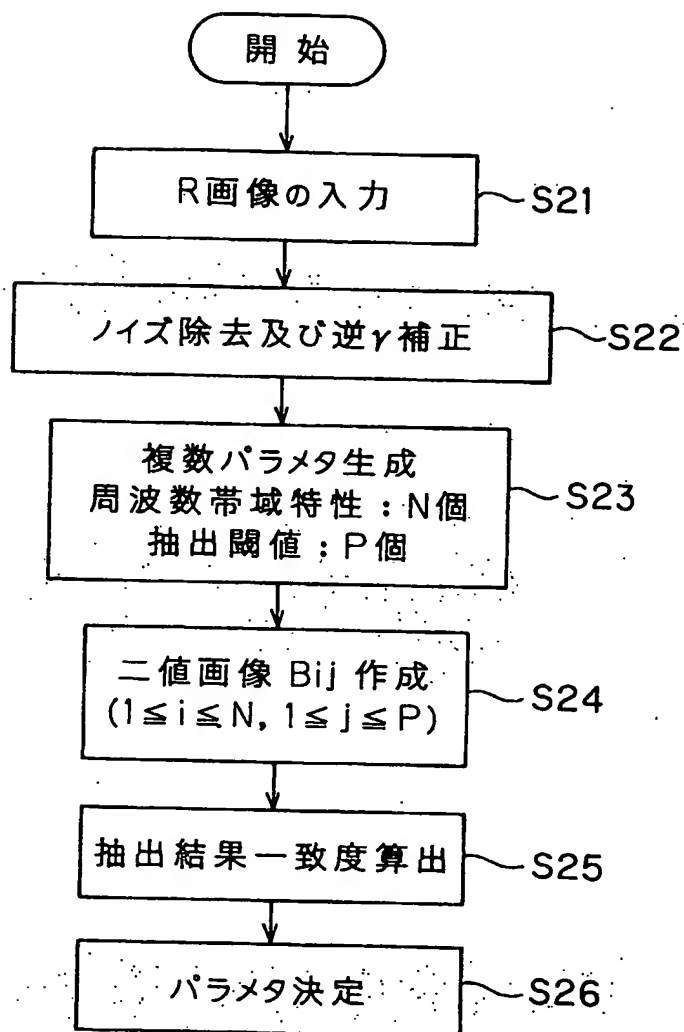 開始
R画像の入力
S21
ノイズ除去及び逆γ補正
S22
複数パラメタ生成
周波数帯域特性：N個
抽出閾値：P個
S23
二値画像 Bij 作成
(1≦i≦N, 1≦j≦P)
S24
抽出結果一致度算出
S25
パラメタ決定
S26